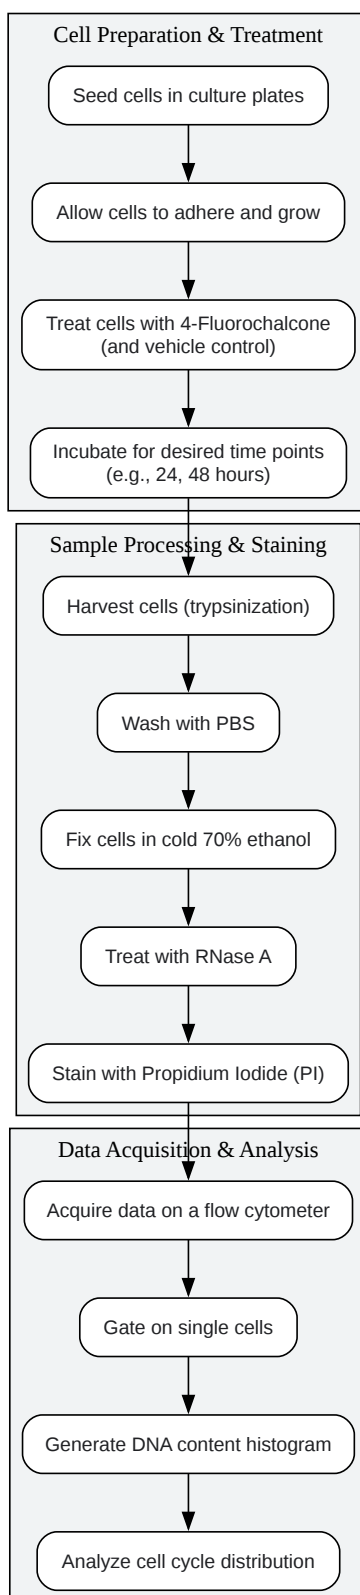 Cell Preparation & Treatment
Seed cells in culture plates
Allow cells to adhere and grow
Treat cells with 4-Fluorochalcone
(and vehicle control)
Incubate for desired time points
(e.g., 24, 48 hours)
Sample Processing & Staining
Harvest cells (trypsinization)
Wash with PBS
Fix cells in cold 70% ethanol
Treat with RNase A
Stain with Propidium Iodide (PI)
Data Acquisition & Analysis
Acquire data on a flow cytometer
Gate on single cells
Generate DNA content histogram
Analyze cell cycle distribution